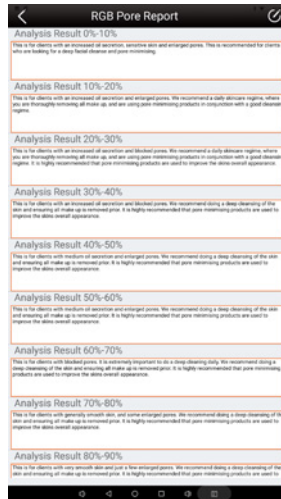 RGB Pore Report
Analysis Result 0%-10%
This is for clients with an increased oil secretion, sensitive skin and enlarged pores. This is recommended for clients
who are looking for a deep facial cleanse and pore minimising.
Analysis Result 10%-20%
This is for clients with an increased oil secretion and enlarged pores. We recommend a daily skincare regime, where
you are thoroughly removing all make up, and are using pore minimising products in conjunction with a good cleanser
regime.
Analysis Result 20%-30%
This is for clients with an increased oil secretion and blocked pores. We recommend a daily skincare regime, where
you are thoroughly removing all make up, and are using pore minimising products in conjunction with a good cleanser
regime. It is highly recommended that pore minimising products are used to improve the skins overall appearance.
Analysis Result 30%-40%
This is for clients with an increased oil secretion and blocked pores. We recommend doing a deep cleansing of the
skin and ensuring all make-up is removed prior. It is highly recommended that pore minimizing products are used to
improve the skins overall appearance.
Analysis Result 40%-50%
This is for clients with medium oil secretion and enlarged pores. We recommend doing a deep cleansing of the skin
and ensuring all make-up is removed prior. It is highly recommended that pore minimizing products are used to
improve the skins overall appearance.
Analysis Result 50%-60%
This is for clients with medium oil secretion and enlarged pores. We recommend doing a deep cleansing of the
skin and ensuring all make-up is removed prior. It is highly recommended that pore minimizing products are used to
improve the skins overall appearance.
Analysis Result 60%-70%
This is for clients with blocked pores. It is extremely important to do a deep cleansing daily. We recommend doing a
deep cleansing of the skin and ensuring all make up is removed prior. It is highly recommended that pore minimising
products are used to improve the skins overall appearance.
Analysis Result 70%-80%
This is for clients with generally smooth skin, and some enlarged pores. We recommend doing a deep cleansing of the
skin and ensuring all make-up is removed prior. It is highly recommended that pore minimizing products are used to
improve the skins overall appearance.
Analysis Result 80%-90%
This is for clients with very smooth skin and just a few enlarged pores. We recommend doing a deep cleansing of the
skin and ensuring all make-up is removed prior. It is highly recommended that pore minimizing products are used to